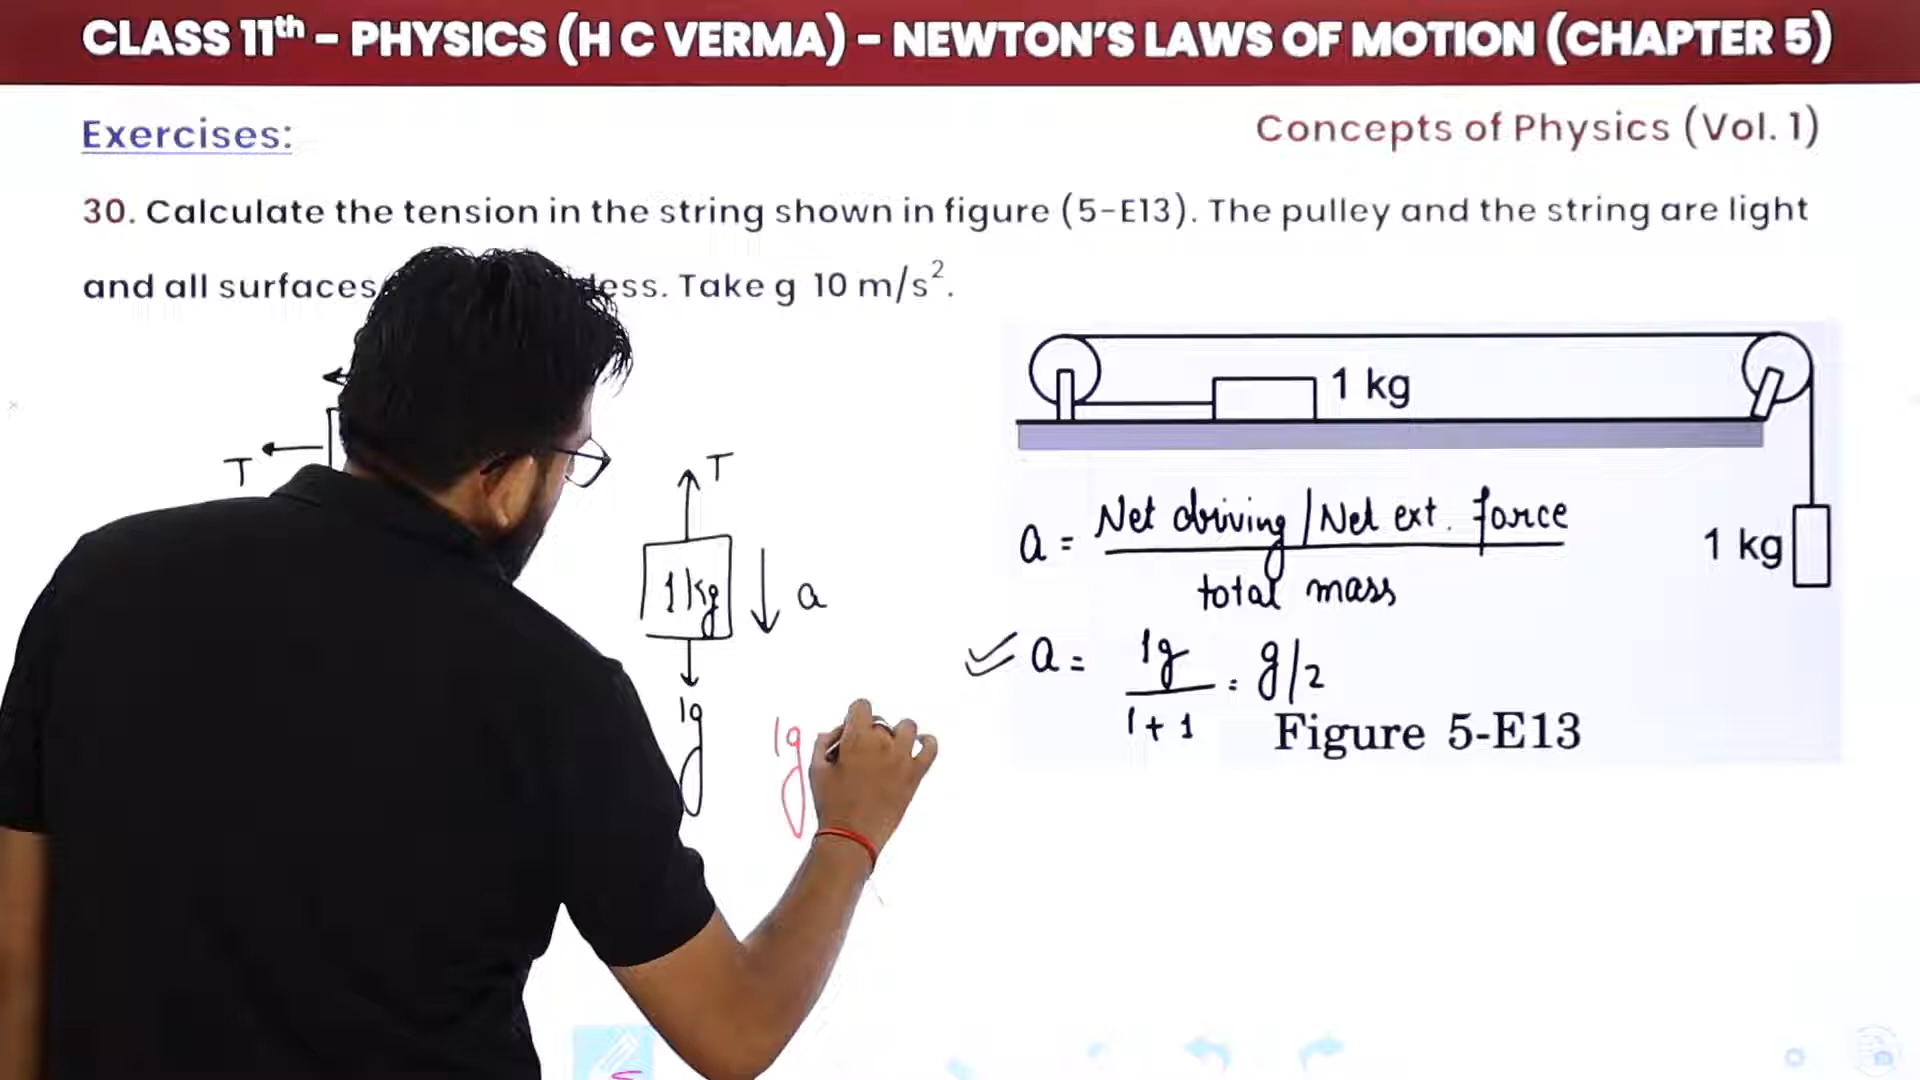 CLASS 11th - PHYSICS (H C VERMA) - NEWTON'S LAWS OF MOTION (CHAPTER 5)
Exercises:
Concepts of Physics (Vol. 1)
30. Calculate the tension in the string shown in figure (5-E13). The pulley and the string are light
and all surfaces ess. Take g 10 m/s².
1 kg
T
T
1kg
a
1g
1g
a = Net driving / Net ext. force
total mass
1 kg
a = 1g = g/2
1 + 1
Figure 5-E13